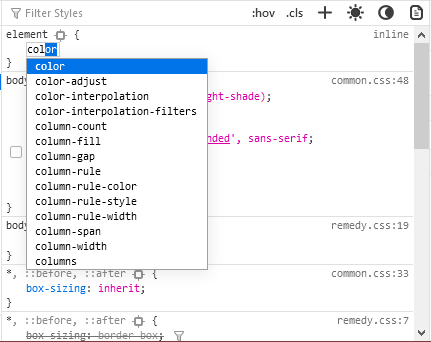 Filter Styles :hov .cls
element { inline
color
}
color
color-adjust
color-interpolation
color-interpolation-filters
column-count
column-fill
column-gap
column-rule
column-rule-color
column-rule-style
column-rule-width
column-span
column-width
columns
body common.css:48
ght-shade);
nded', sans-serif;
}
body remedy.css:19
}
*, ::before, ::after { common.css:33
box-sizing: inherit;
}
*, ::before, ::after { remedy.css:7
box-sizing: border-box;